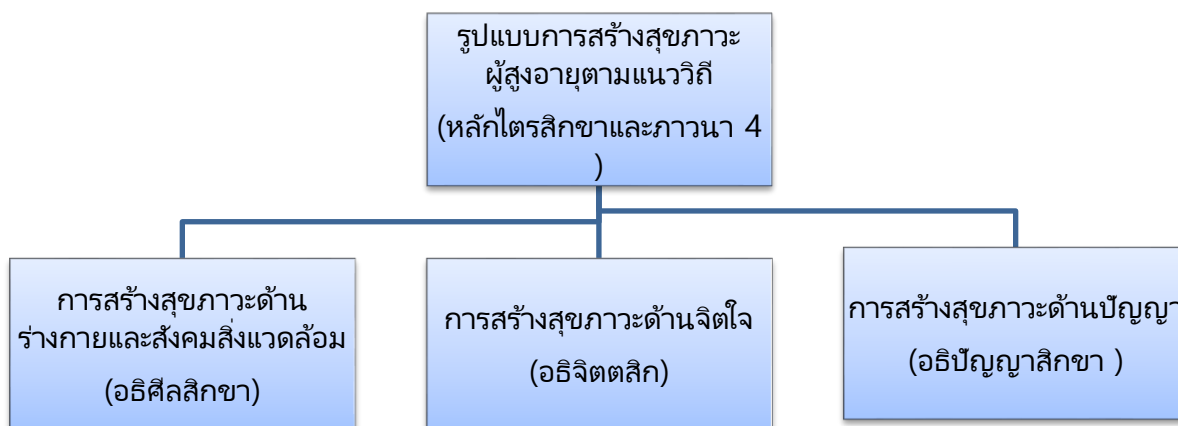 รูปแบบการสร้างสุขภาวะ
ผู้สูงอายุตามแนววิถี
(หลักไตรสิกขาและภาวนา 4
)
การสร้างสุขภาวะด้าน
ร่างกายและสังคมสิ่งแวดล้อม
(อธิศีลสิกขา)
การสร้างสุขภาวะด้านจิตใจ
(อธิจิตตสิก)
การสร้างสุขภาวะด้านปัญญา
(อธิปัญญาสิกขา )